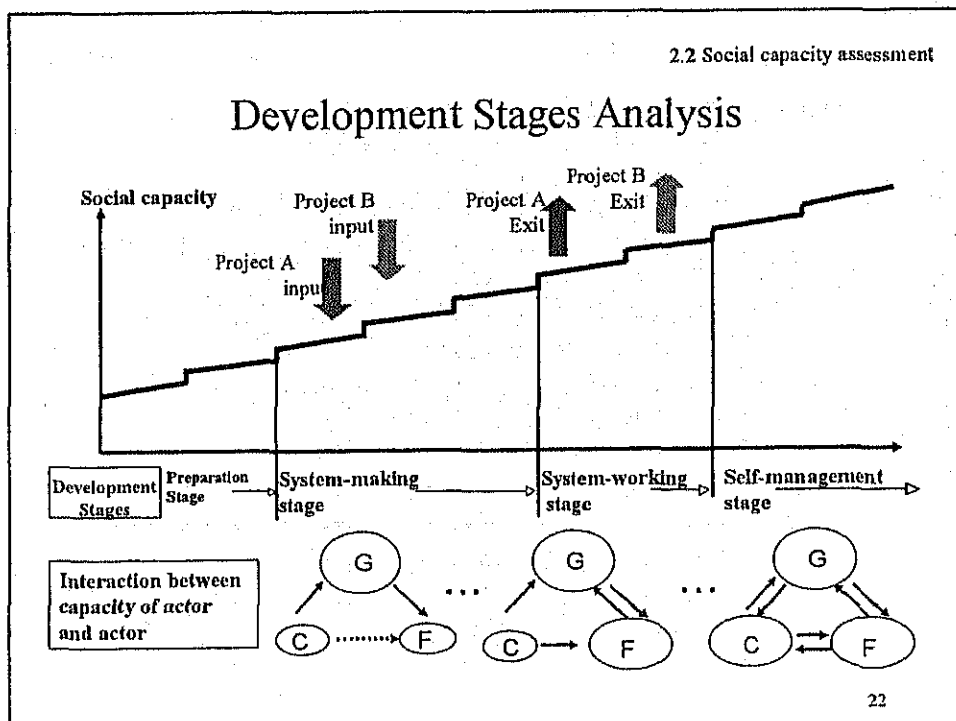 2.2 Social capacity assessment
Development Stages Analysis
Social capacity
Project B
input
Project A
input
Project A
Exit
Project B
Exit
Development
Stages
Preparation
Stage
System-making
stage
System-working
stage
Self-management
stage
Interaction between
capacity of actor
and actor
G
C
F
...
G
C
F
...
G
C
F
22